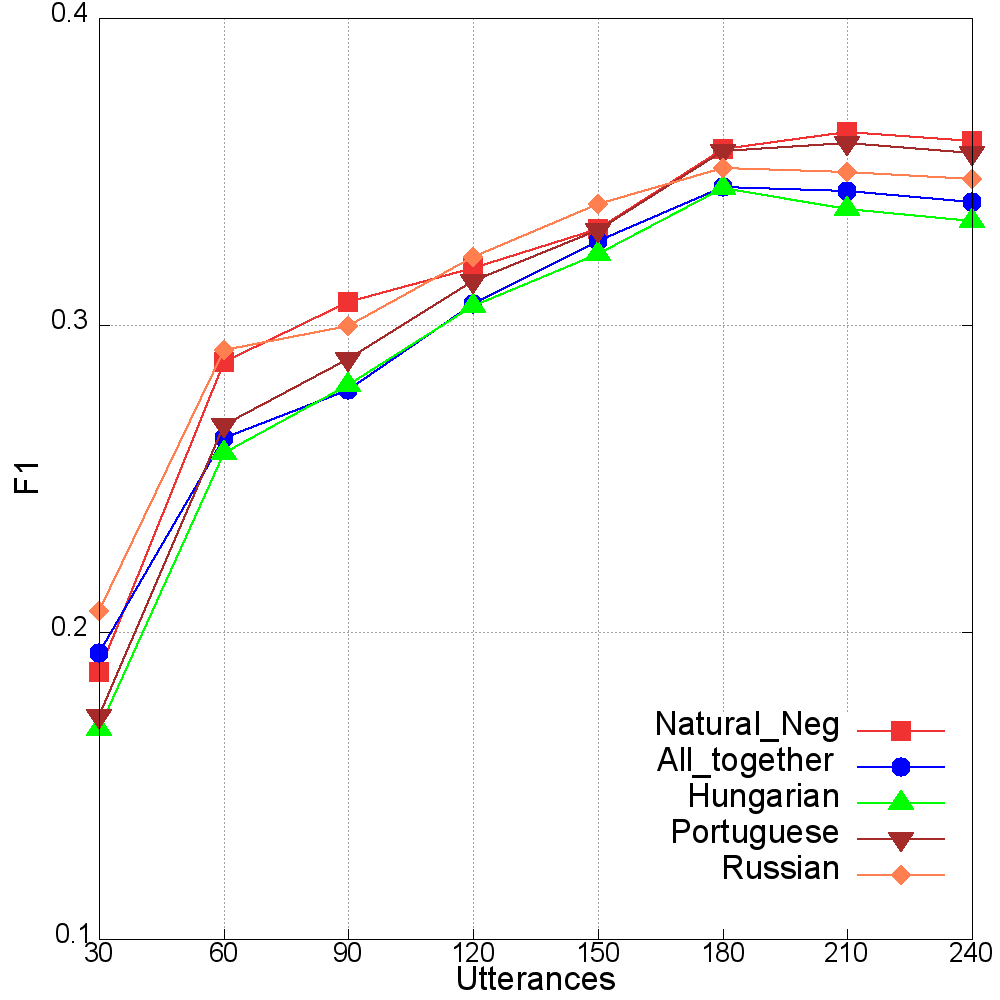 0.4
0.3
0.2
0.1
F1
Natural_Neg
All_together
Hungarian
Portuguese
Russian
30 60 90 120 150 180 210 240
Utterances